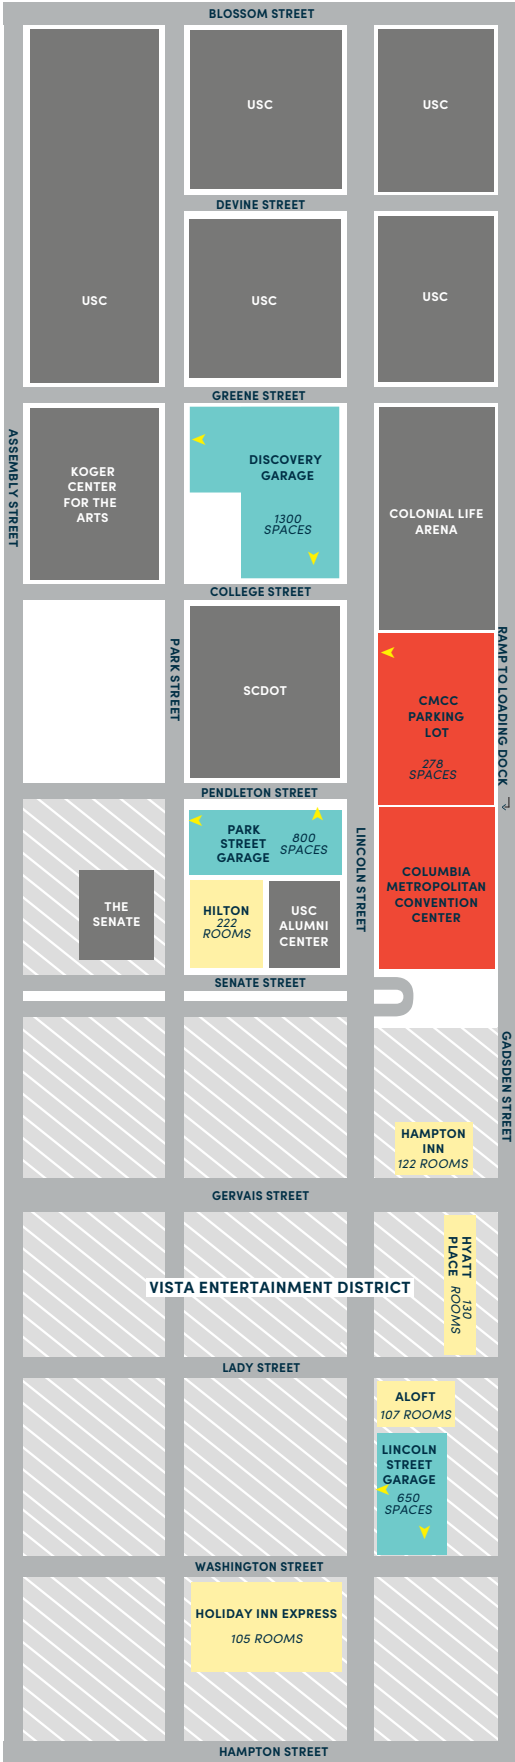 BLOSSOM STREET
USC
USC
DEVINE STREET
USC
USC
USC
GREENE STREET
ASSEMBLY STREET
KOGER
CENTER
FOR THE
ARTS
DISCOVERY
GARAGE
1300
SPACES
COLONIAL LIFE
ARENA
COLLEGE STREET
PARK STREET
SCDOT
RAMP TO LOADING DOCK
CMCC
PARKING
LOT
278
SPACES
PENDLETON STREET
PARK
STREET
GARAGE
800
SPACES
LINCOLN STREET
COLUMBIA
METROPOLITAN
CONVENTION
CENTER
THE
SENATE
HILTON
222
ROOMS
USC
ALUMNI
CENTER
SENATE STREET
GADSDEN STREET
HAMPTON
INN
122 ROOMS
GERVAIS STREET
HYATT
PLACE
130
ROOMS
VISTA ENTERTAINMENT DISTRICT
LADY STREET
ALOFT
107 ROOMS
LINCOLN
STREET
GARAGE
650
SPACES
WASHINGTON STREET
HOLIDAY INN EXPRESS
105 ROOMS
HAMPTON STREET